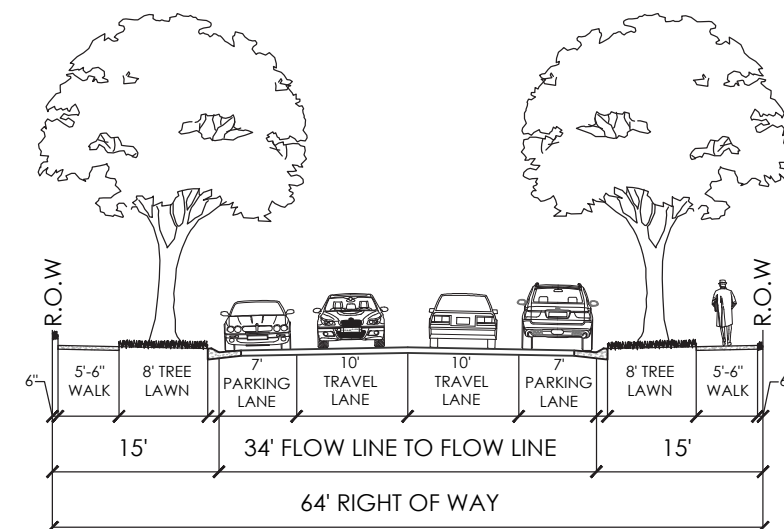 R.O.W
R.O.W
6"
5'-6"
WALK
8' TREE
LAWN
7'
PARKING
LANE
10'
TRAVEL
LANE
10'
TRAVEL
LANE
7'
PARKING
LANE
8' TREE
LAWN
5'-6"
WALK
15'
34' FLOW LINE TO FLOW LINE
15'
64' RIGHT OF WAY